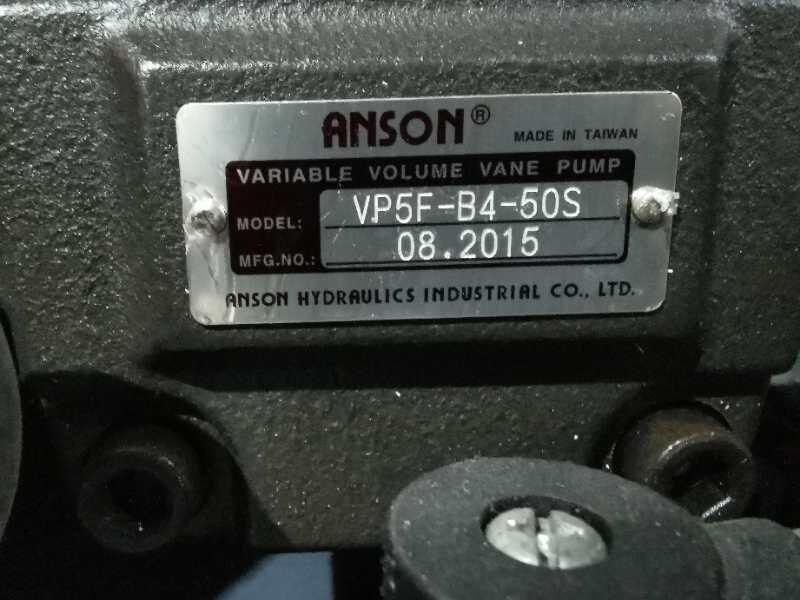 ANSON®
MADE IN TAIWAN
VARIABLE VOLUME VANE PUMP
MODEL: VP5F-B4-50S
MFG.NO.: 08.2015
ANSON HYDRAULICS INDUSTRIAL CO., LTD.